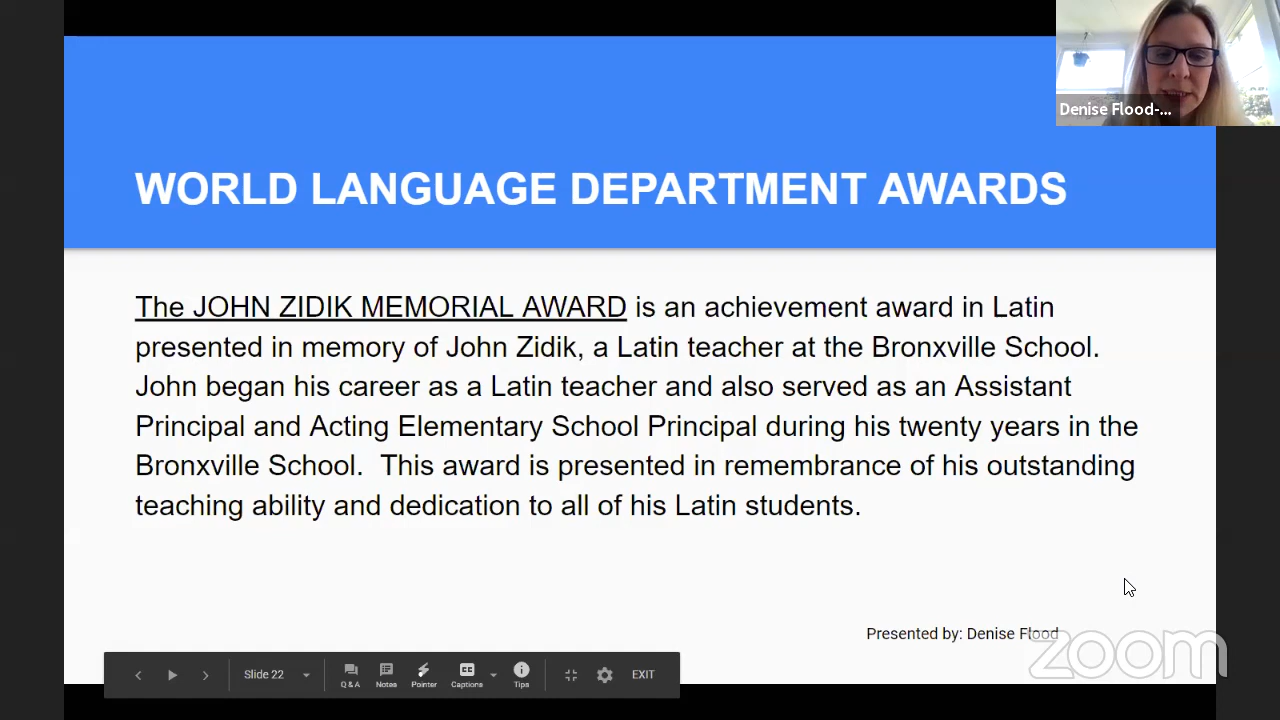 Denise Flood-...
WORLD LANGUAGE DEPARTMENT AWARDS
The JOHN ZIDIK MEMORIAL AWARD is an achievement award in Latin
presented in memory of John Zidik, a Latin teacher at the Bronxville School.
John began his career as a Latin teacher and also served as an Assistant
Principal and Acting Elementary School Principal during his twenty years in the
Bronxville School.  This award is presented in remembrance of his outstanding
teaching ability and dedication to all of his Latin students.
Presented by: Denise Flood
zoom
Slide 22
Q & A
Notes
Pointer
CC
Captions
Tips
EXIT